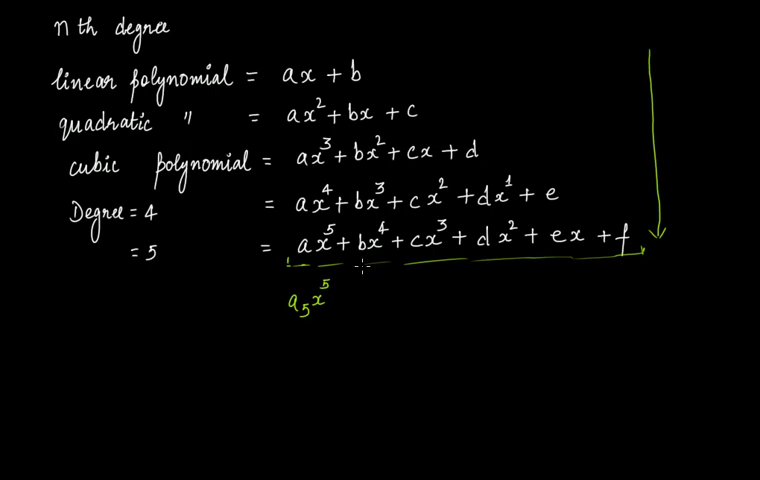 nth degree
linear polynomial = ax + b
quadratic " = ax² + bx + c
cubic polynomial = ax³ + bx² + cx + d
Degree = 4 = ax⁴ + bx³ + cx² + dx¹ + e
= 5 = ax⁵ + bx⁴ + cx³ + dx² + ex + f
a₅x⁵